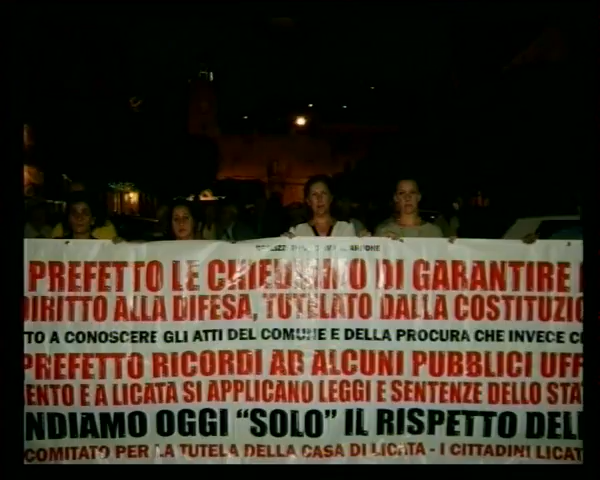 PREFETTO LE CHIEDIAMO DI GARANTIRE
DIRITTO ALLA DIFESA, TUTELATO DALLA COSTITUZIO
TO A CONOSCERE GLI ATTI DEL COMUNE E DELLA PROCURA CHE INVECE C
PREFETTO RICORDI AD ALCUNI PUBBLICI UFF
ENTO E A LICATA SI APPLICANO LEGGI E SENTENZE DELLO STA
NDIAMO OGGI “SOLO” IL RISPETTO DEL
COMITATO PER LA TUTELA DELLA CASA DI LICATA - I CITTADINI LICAT